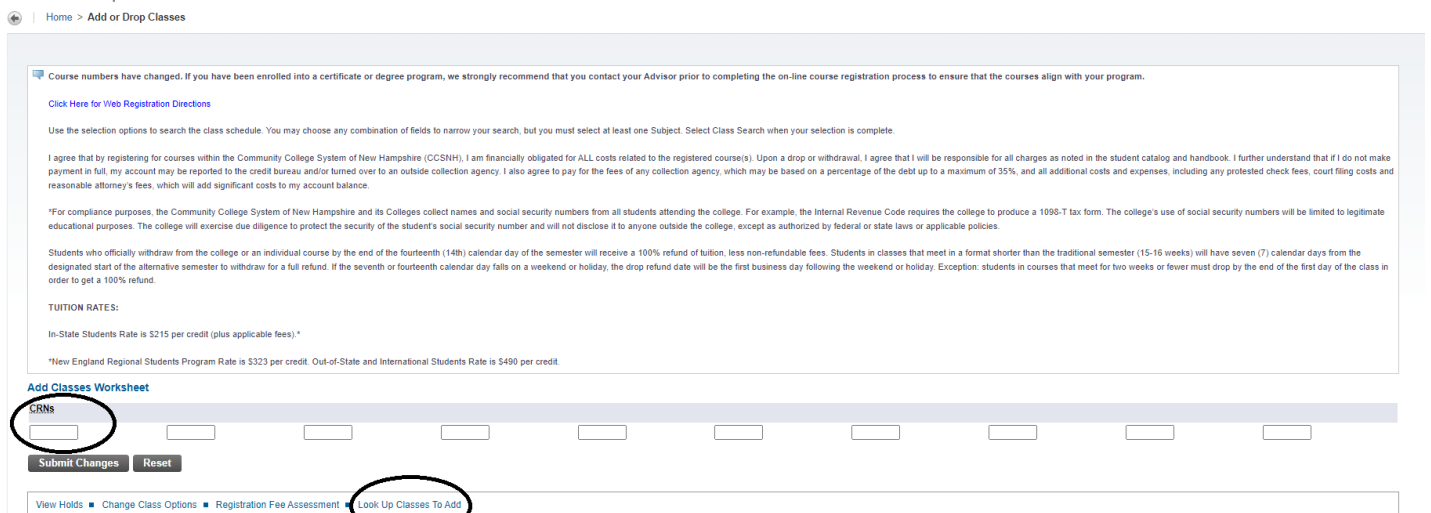 Home > Add or Drop Classes
Course numbers have changed. If you have been enrolled into a certificate or degree program, we strongly recommend that you contact your Advisor prior to completing the on-line course registration process to ensure that the courses align with your program.
Click Here for Web Registration Directions
Use the selection options to search the class schedule. You may choose any combination of fields to narrow your search, but you must select at least one Subject. Select Class Search when your selection is complete.
I agree that by registering for courses within the Community College System of New Hampshire (CCSNH), I am financially obligated for ALL costs related to the registered course(s). Upon a drop or withdrawal, I agree that I will be responsible for all charges as noted in the student catalog and handbook. I further understand that if I do not make
payment in full, my account may be reported to the credit bureau and/or turned over to an outside collection agency. I also agree to pay for the fees of any collection agency, which may be based on a percentage of the debt up to a maximum of 35%, and all additional costs and expenses, including any protested check fees, court filing costs and
reasonable attorney's fees, which will add significant costs to my account balance.
*For compliance purposes, the Community College System of New Hampshire and its Colleges collect names and social security numbers from all students attending the college. For example, the Internal Revenue Code requires the college to produce a 1098-T tax form. The college's use of social security numbers will be limited to legitimate
educational purposes. The college will exercise due diligence to protect the security of the student's social security number and will not disclose it to anyone outside the college, except as authorized by federal or state laws or applicable policies.
Students who officially withdraw from the college or an individual course by the end of the fourteenth (14th) calendar day of the semester will receive a 100% refund of tuition, less non-refundable fees. Students in classes that meet in a format shorter than the traditional semester (15-16 weeks) will have seven (7) calendar days from the
designated start of the alternative semester to withdraw for a full refund. If the seventh or fourteenth calendar day falls on a weekend or holiday, the drop refund date will be the first business day following the weekend or holiday. Exception: students in courses that meet for two weeks or fewer must drop by the end of the first day of the class in
order to get a 100% refund.
TUITION RATES:
In-State Students Rate is $215 per credit (plus applicable fees).*
*New England Regional Students Program Rate is $323 per credit. Out-of-State and International Students Rate is $490 per credit.
Add Classes Worksheet
CRNs
Submit Changes Reset
View Holds ■ Change Class Options ■ Registration Fee Assessment ■ Look Up Classes To Add